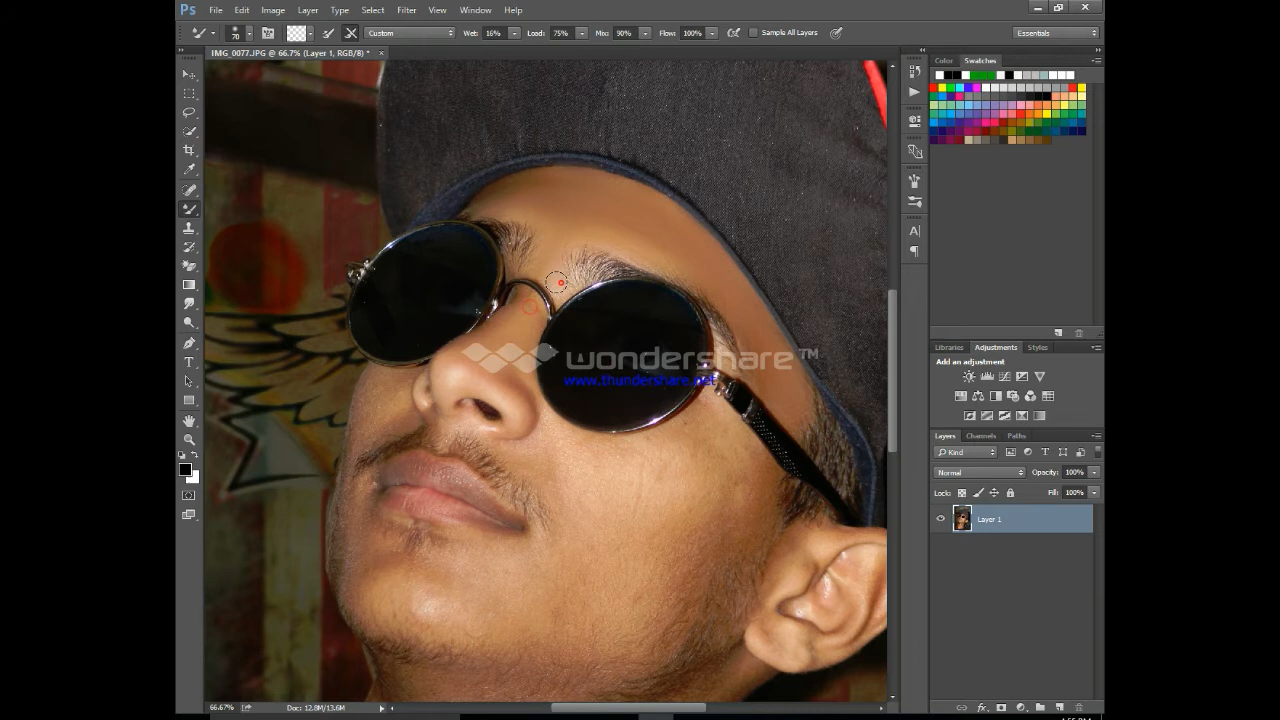 Ps File Edit Image Layer Type Select Filter View Window Help
70 Custom Wet: 16% Load: 75% Mix: 90% Flow: 100% Sample All Layers Essentials
IMG_0077.JPG @ 66.7% (Layer 1, RGB/8) *
Color Swatches
wondershare™
www.thundershare.net
Libraries Adjustments Styles
Add an adjustment
Layers Channels Paths
Kind
Normal Opacity: 100%
Lock: Fill: 100%
Layer 1
66.67% Doc: 12.8M/13.6M